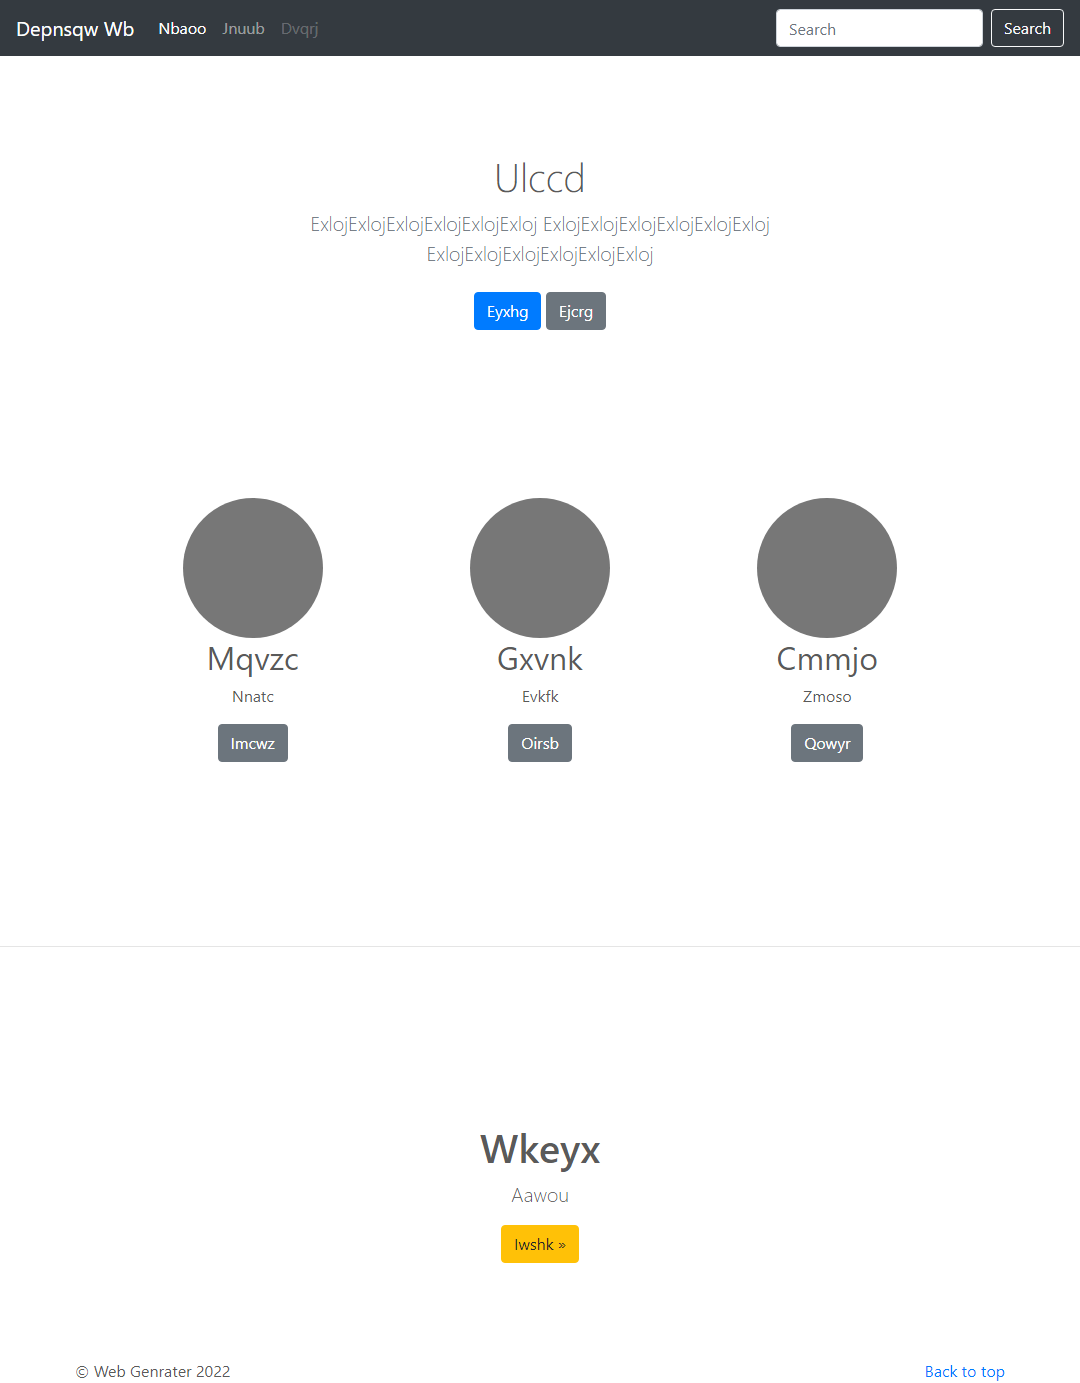 Depnsqw Wb Nbaoo Jnuub Dvqrj Search Search
Ulccd
ExlojExlojExlojExlojExlojExloj ExlojExlojExlojExlojExlojExloj
ExlojExlojExlojExlojExlojExloj
Eyxhg Ejcrg
Mqvzc Gxvnk Cmmjo
Nnatc Evkfk Zmoso
Imcwz Oirsb Qowyr
Wkeyx
Aawou
Iwshk »
© Web Genrater 2022 Back to top